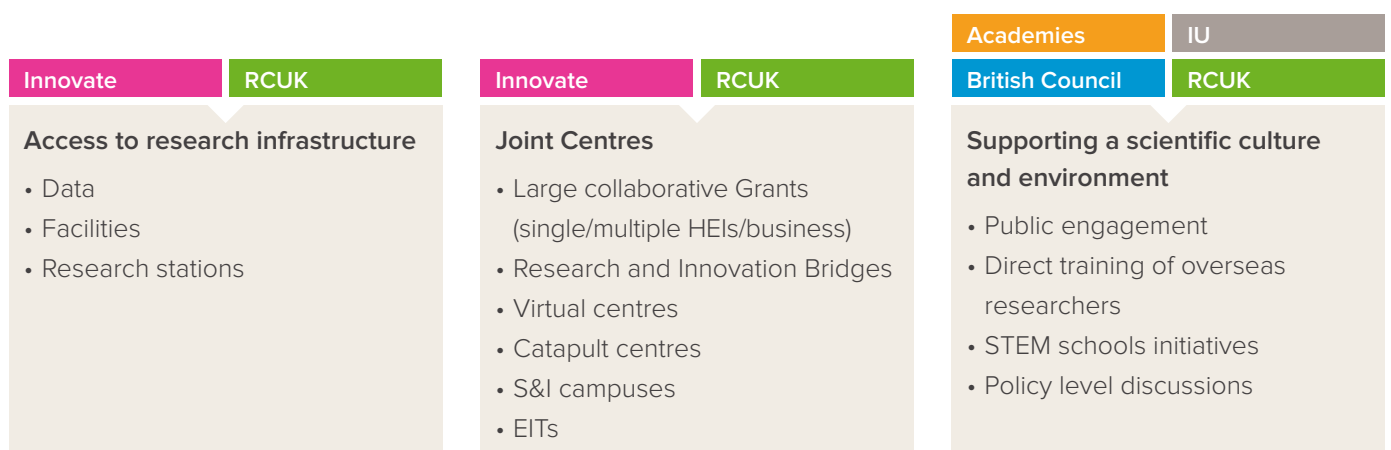 Innovate RCUK
Access to research infrastructure
• Data
• Facilities
• Research stations
Innovate RCUK
Joint Centres
• Large collaborative Grants
(single/multiple HEIs/business)
• Research and Innovation Bridges
• Virtual centres
• Catapult centres
• S&I campuses
• EITs
Academies IU
British Council RCUK
Supporting a scientific culture
and environment
• Public engagement
• Direct training of overseas
researchers
• STEM schools initiatives
• Policy level discussions